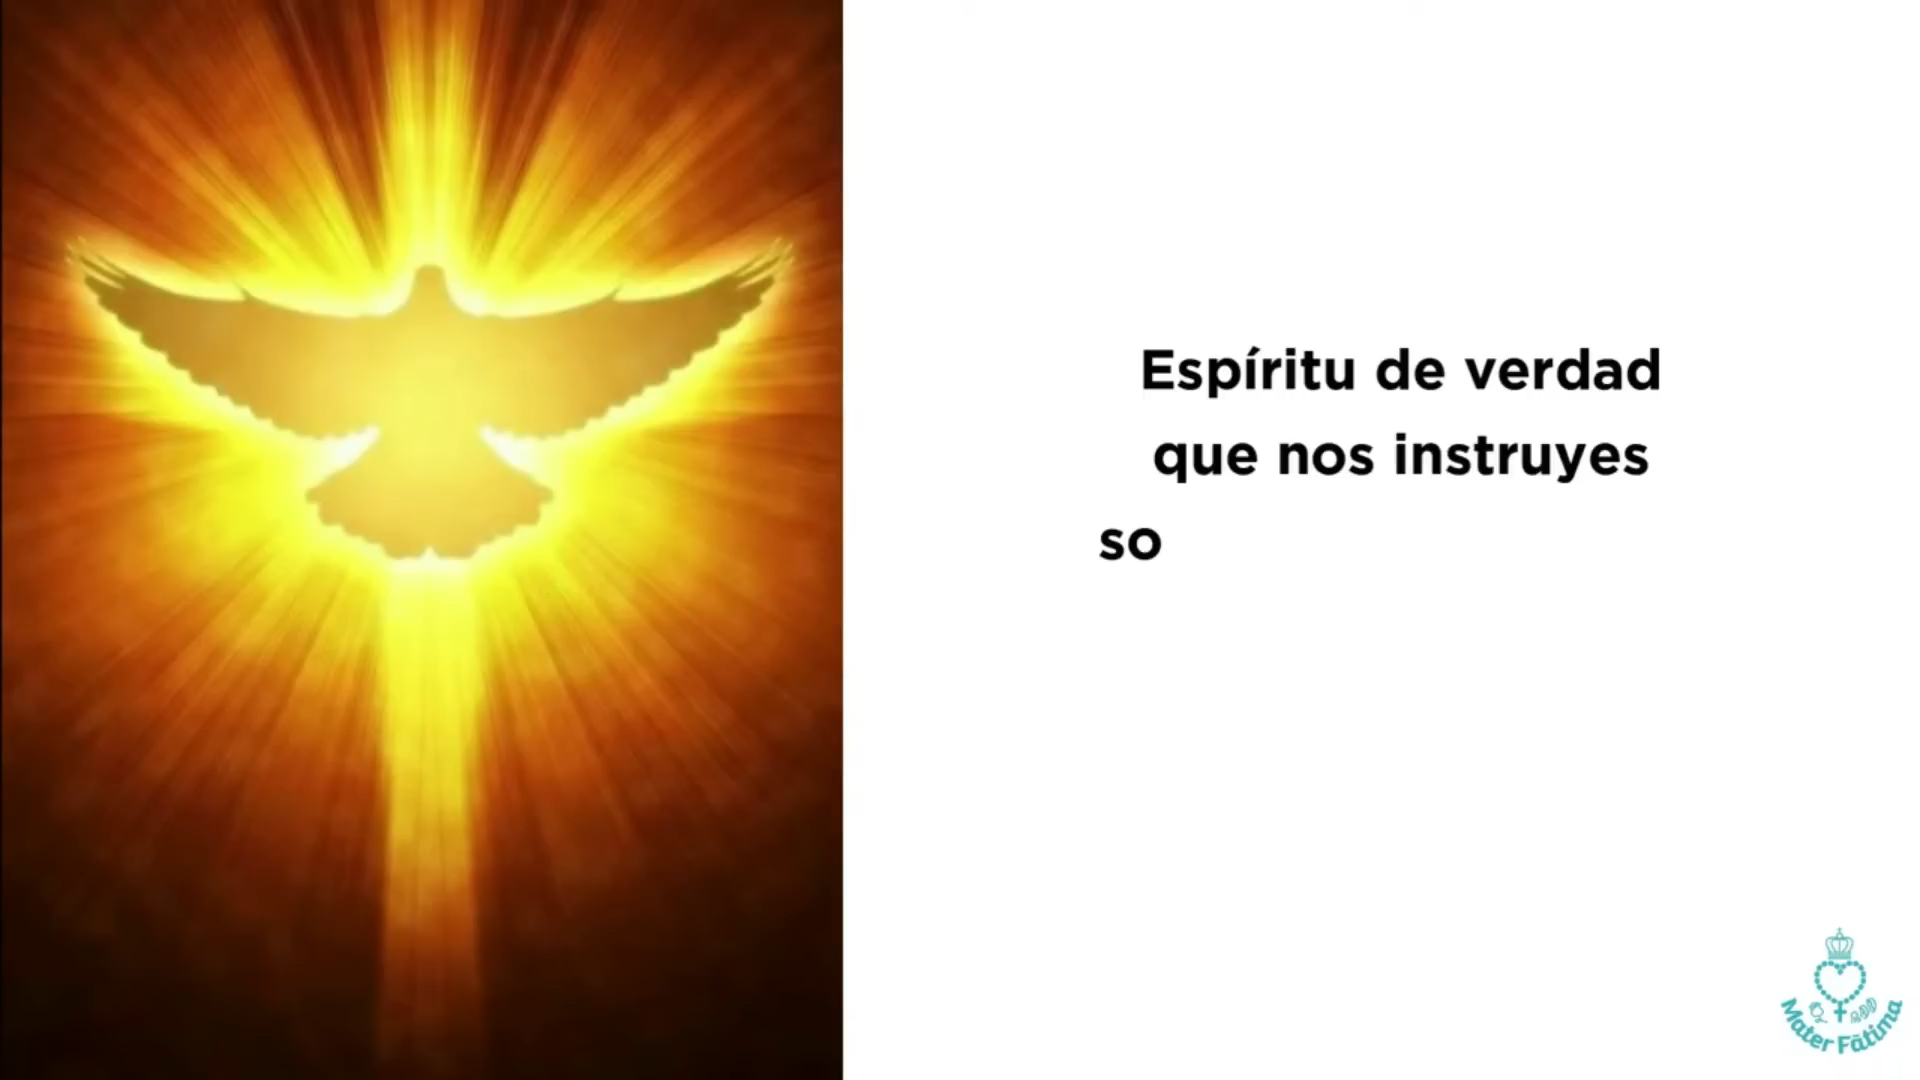 Espíritu de verdad
que nos instruyes
so
Mater Fátima